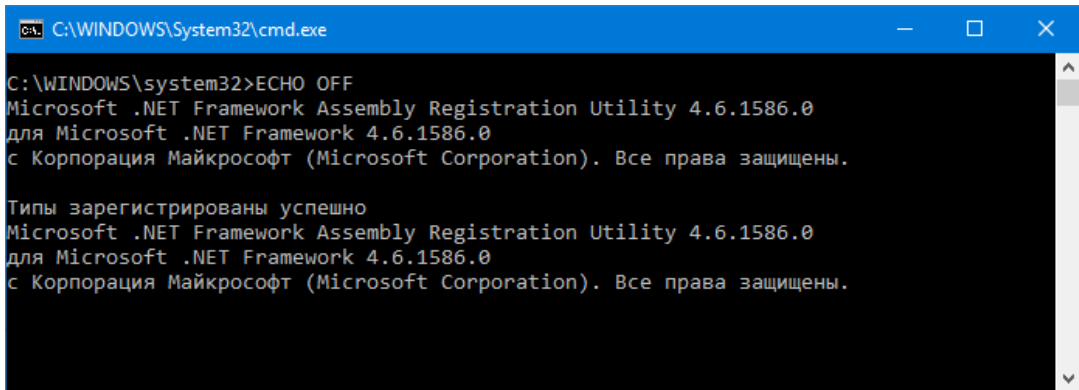 C:\WINDOWS\System32\cmd.exe
C:\WINDOWS\system32>ECHO OFF
Microsoft .NET Framework Assembly Registration Utility 4.6.1586.0
для Microsoft .NET Framework 4.6.1586.0
с Корпорация Майкрософт (Microsoft Corporation). Все права защищены.
Типы зарегистрированы успешно
Microsoft .NET Framework Assembly Registration Utility 4.6.1586.0
для Microsoft .NET Framework 4.6.1586.0
с Корпорация Майкрософт (Microsoft Corporation). Все права защищены.